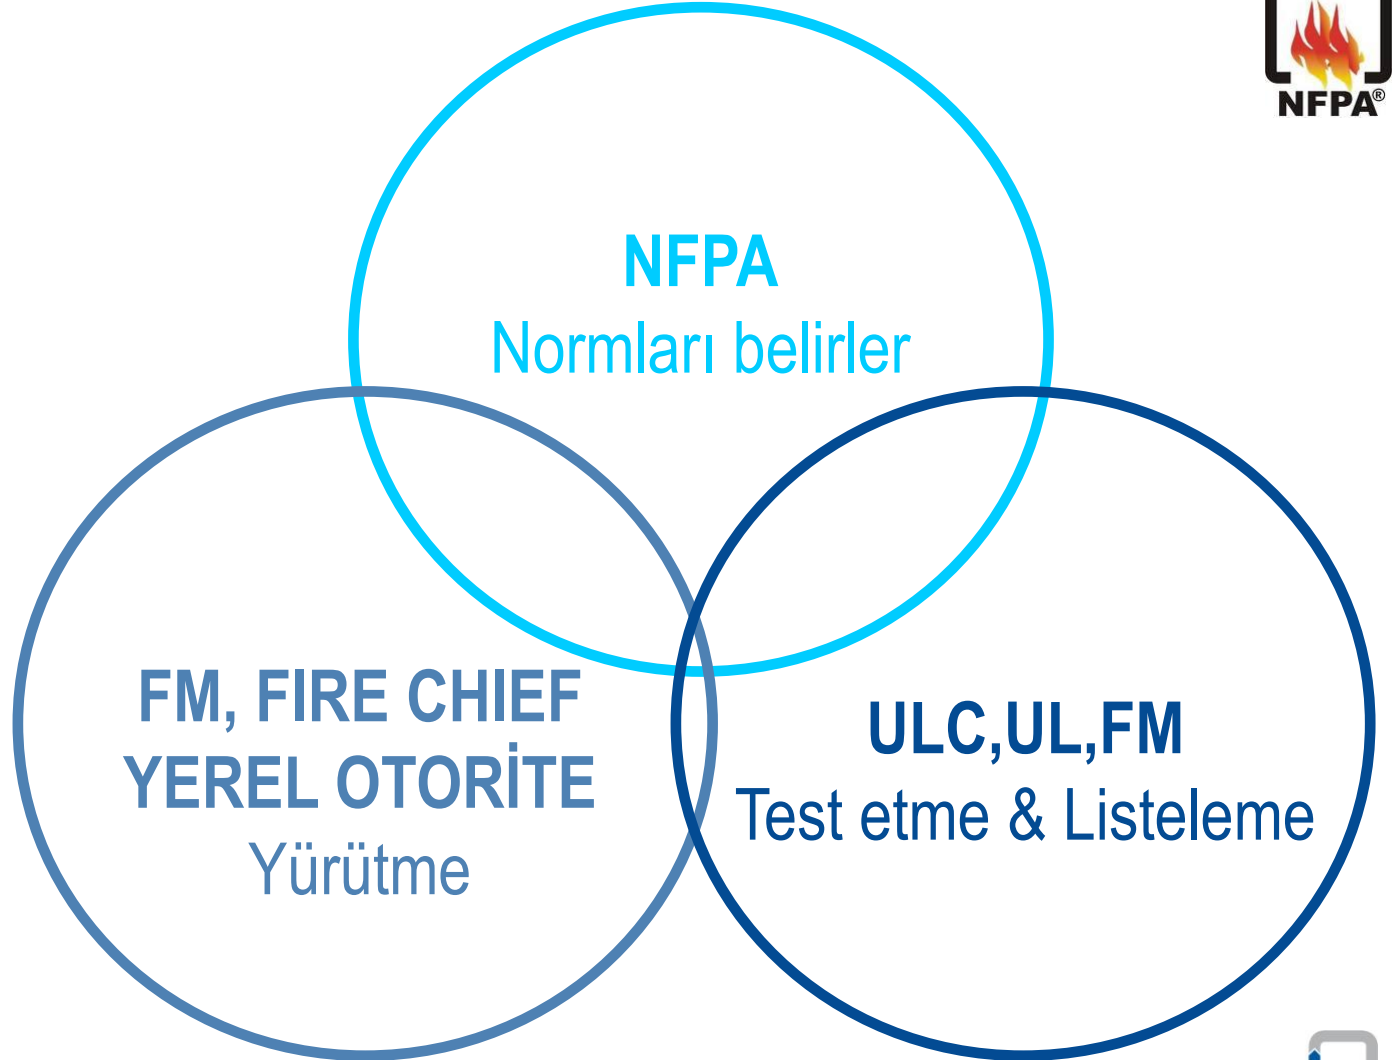 NFPA®
NFPA
Normları belirler
FM, FIRE CHIEF
YEREL OTORİTE
Yürütme
ULC,UL,FM
Test etme & Listeleme